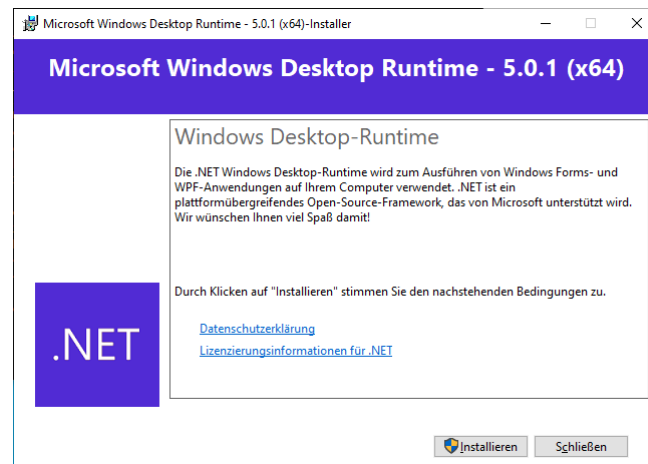 Microsoft Windows Desktop Runtime - 5.0.1 (x64)-Installer
Microsoft Windows Desktop Runtime - 5.0.1 (x64)
Windows Desktop-Runtime
Die .NET Windows Desktop-Runtime wird zum Ausführen von Windows Forms- und
WPF-Anwendungen auf Ihrem Computer verwendet. .NET ist ein
plattformübergreifendes Open-Source-Framework, das von Microsoft unterstützt wird.
Wir wünschen Ihnen viel Spaß damit!
Durch Klicken auf "Installieren" stimmen Sie den nachstehenden Bedingungen zu.
Datenschutzerklärung
Lizenzierungsinformationen für .NET
.NET
Installieren
Schließen